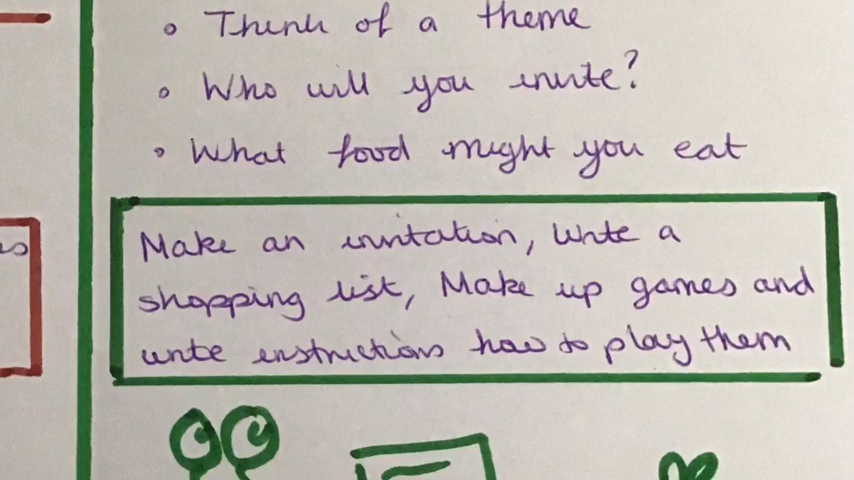 • Think of a theme
• Who will you invite?
• What food might you eat
Make an invitation, Write a
shopping list, Make up games and
write instructions how to play them